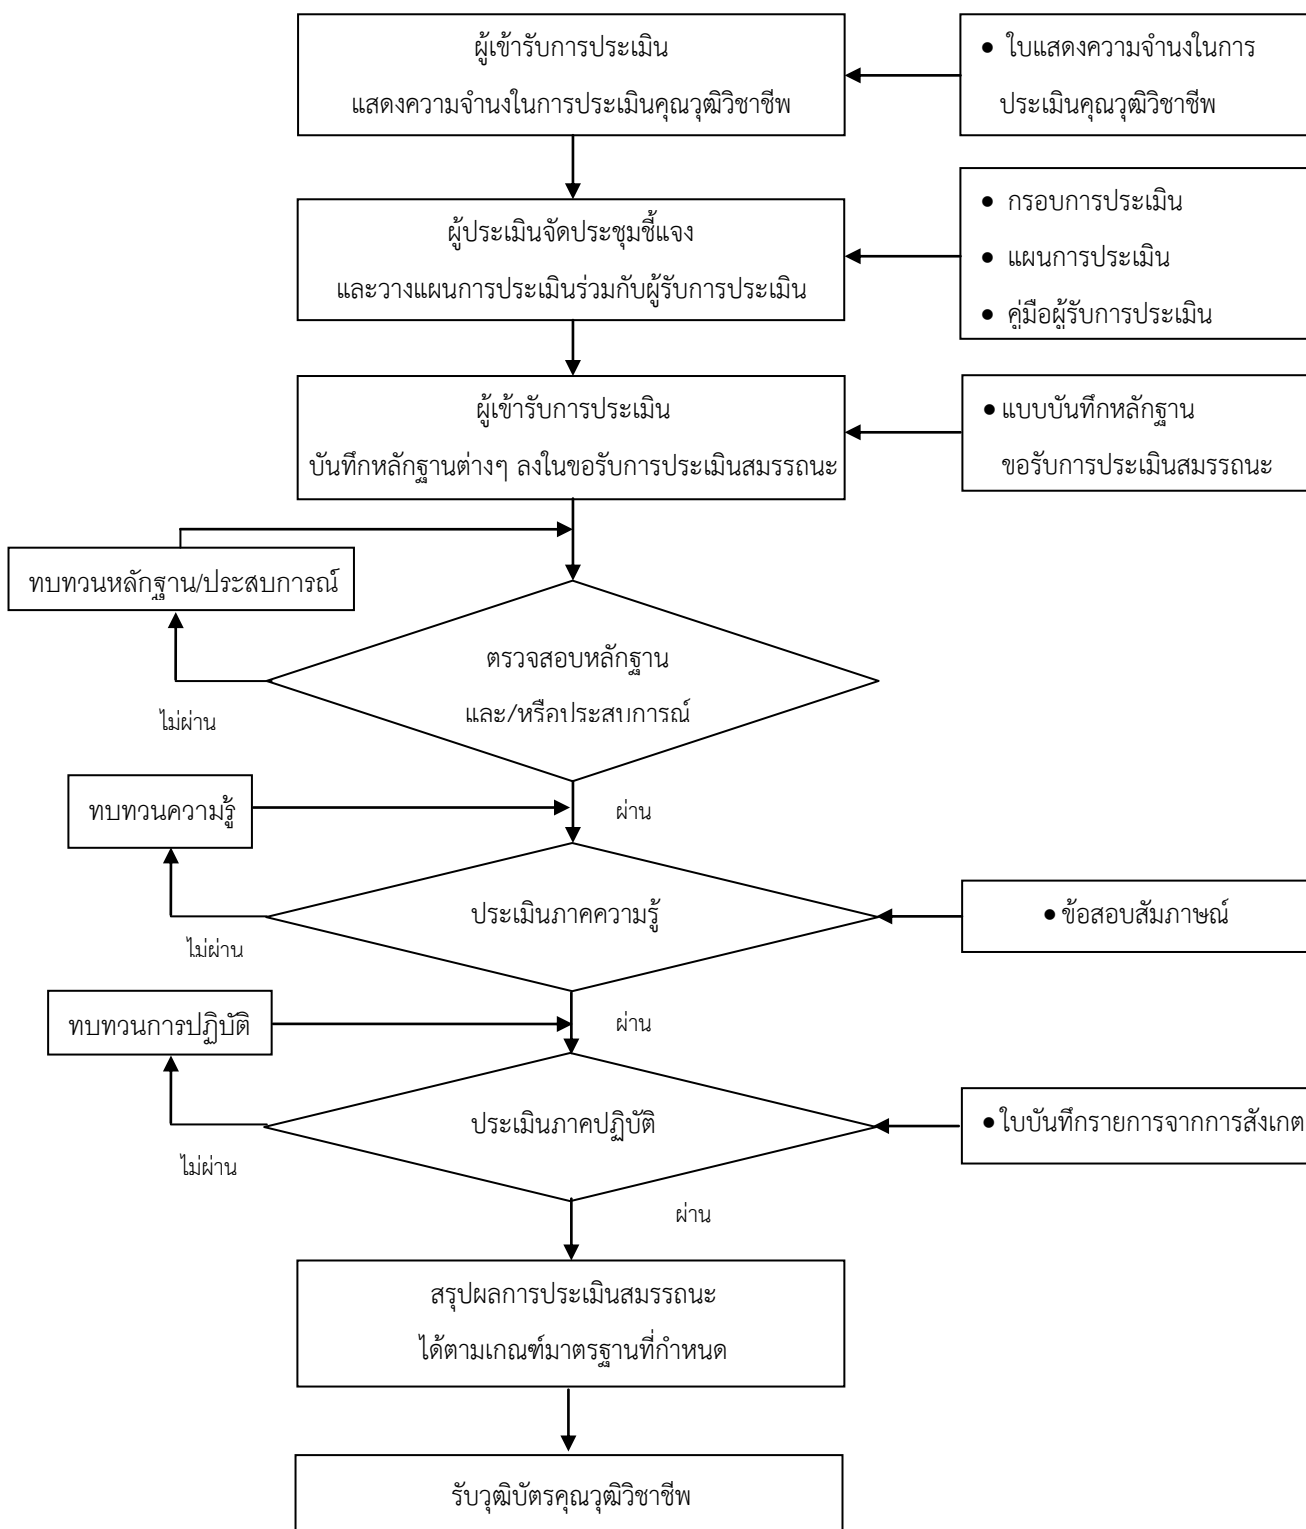 ผู้เข้ารับการประเมิน
แสดงความจำนงในการประเมินคุณวุฒิวิชาชีพ
● ใบแสดงความจำนงในการ
ประเมินคุณวุฒิวิชาชีพ
ผู้ประเมินจัดประชุมชี้แจง
และวางแผนการประเมินร่วมกับผู้รับการประเมิน
● กรอบการประเมิน
● แผนการประเมิน
● คู่มือผู้รับการประเมิน
ผู้เข้ารับการประเมิน
บันทึกหลักฐานต่างๆ ลงในขอรับการประเมินสมรรถนะ
● แบบบันทึกหลักฐาน
ขอรับการประเมินสมรรถนะ
ทบทวนหลักฐาน/ประสบการณ์
ตรวจสอบหลักฐาน
และ/หรือประสบการณ์
ไม่ผ่าน
ทบทวนความรู้
ผ่าน
ประเมินภาคความรู้
● ข้อสอบสัมภาษณ์
ไม่ผ่าน
ทบทวนการปฏิบัติ
ผ่าน
ประเมินภาคปฏิบัติ
● ใบบันทึกรายการจากการสังเกต
ไม่ผ่าน
ผ่าน
สรุปผลการประเมินสมรรถนะ
ได้ตามเกณฑ์มาตรฐานที่กำหนด
รับวุฒิบัตรคุณวุฒิวิชาชีพ